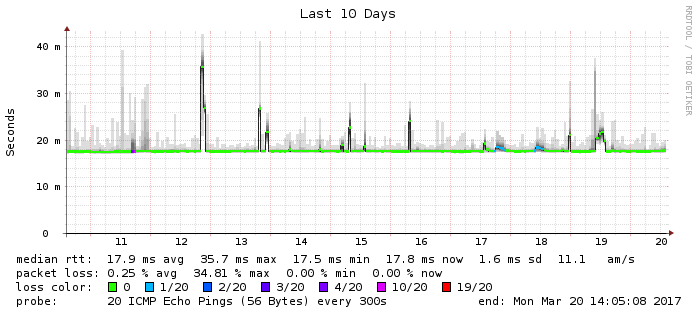 Last 10 Days
RRDTOOL / TOBI OETIKER
Seconds
40 m
30 m
20 m
10 m
0
11 12 13 14 15 16 17 18 19 20
median rtt: 17.9 ms avg 35.7 ms max 17.5 ms min 17.8 ms now 1.6 ms sd 11.1 am/s
packet loss: 0.25 % avg 34.81 % max 0.00 % min 0.00 % now
loss color: 0 1/20 2/20 3/20 4/20 10/20 19/20
probe: 20 ICMP Echo Pings (56 Bytes) every 300s end: Mon Mar 20 14:05:08 2017